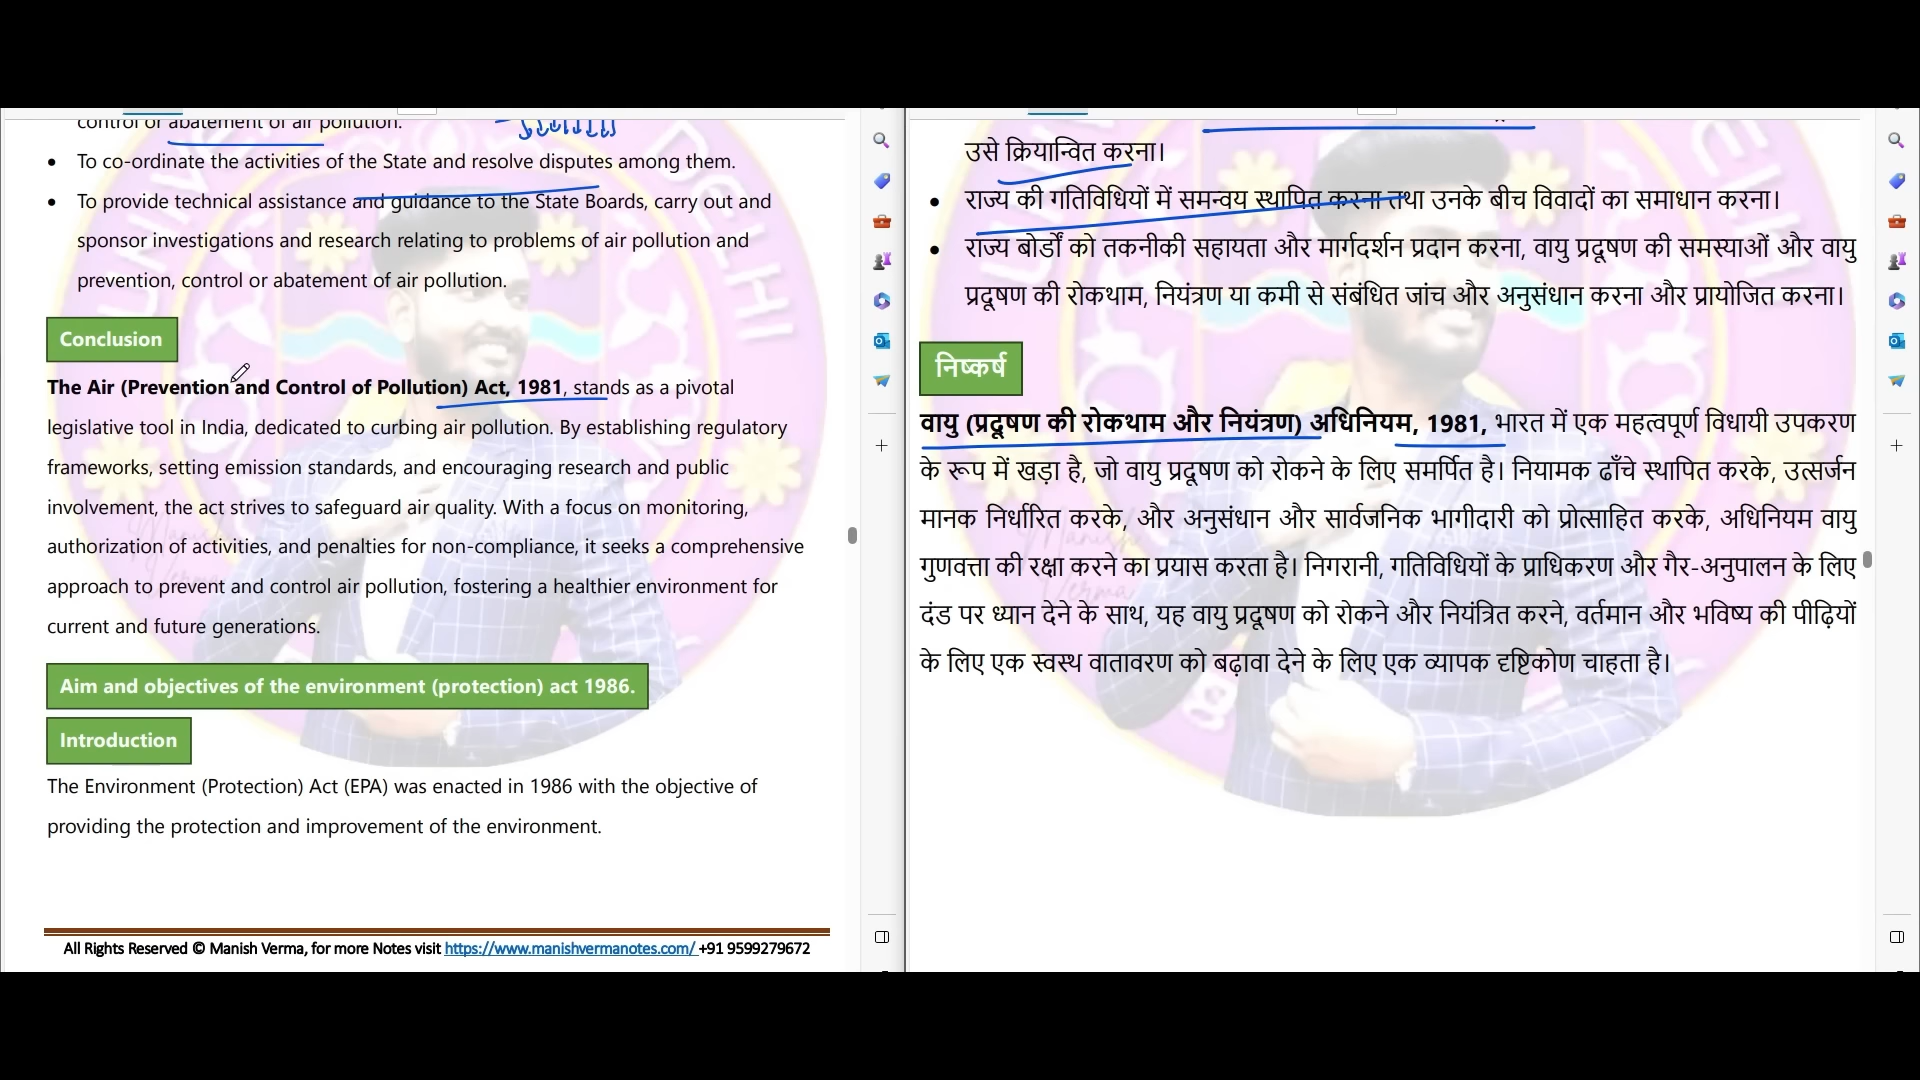 control or abatement of air pollution.
• To co-ordinate the activities of the State and resolve disputes among them.
• To provide technical assistance and guidance to the State Boards, carry out and
sponsor investigations and research relating to problems of air pollution and
prevention, control or abatement of air pollution.
Conclusion
The Air (Prevention and Control of Pollution) Act, 1981, stands as a pivotal
legislative tool in India, dedicated to curbing air pollution. By establishing regulatory
frameworks, setting emission standards, and encouraging research and public
involvement, the act strives to safeguard air quality. With a focus on monitoring,
authorization of activities, and penalties for non-compliance, it seeks a comprehensive
approach to prevent and control air pollution, fostering a healthier environment for
current and future generations.
Aim and objectives of the environment (protection) act 1986.
Introduction
The Environment (Protection) Act (EPA) was enacted in 1986 with the objective of
providing the protection and improvement of the environment.
All Rights Reserved © Manish Verma, for more Notes visit https://www.manishvermanotes.com/ +91 9599279672
उसे क्रियान्वित करना।
• राज्य की गतिविधियों में समन्वय स्थापित करना तथा उनके बीच विवादों का समाधान करना।
• राज्य बोर्डों को तकनीकी सहायता और मार्गदर्शन प्रदान करना, वायु प्रदूषण की समस्याओं और वायु
प्रदूषण की रोकथाम, नियंत्रण या कमी से संबंधित जांच और अनुसंधान करना और प्रायोजित करना।
निष्कर्ष
वायु (प्रदूषण की रोकथाम और नियंत्रण) अधिनियम, 1981, भारत में एक महत्वपूर्ण विधायी उपकरण
के रूप में खड़ा है, जो वायु प्रदूषण को रोकने के लिए समर्पित है। नियामक ढाँचे स्थापित करके, उत्सर्जन
मानक निर्धारित करके, और अनुसंधान और सार्वजनिक भागीदारी को प्रोत्साहित करके, अधिनियम वायु
गुणवत्ता की रक्षा करने का प्रयास करता है। निगरानी, गतिविधियों के प्राधिकरण और गैर-अनुपालन के लिए
दंड पर ध्यान देने के साथ, यह वायु प्रदूषण को रोकने और नियंत्रित करने, वर्तमान और भविष्य की पीढ़ियों
के लिए एक स्वस्थ वातावरण को बढ़ावा देने के लिए एक व्यापक दृष्टिकोण चाहता है।